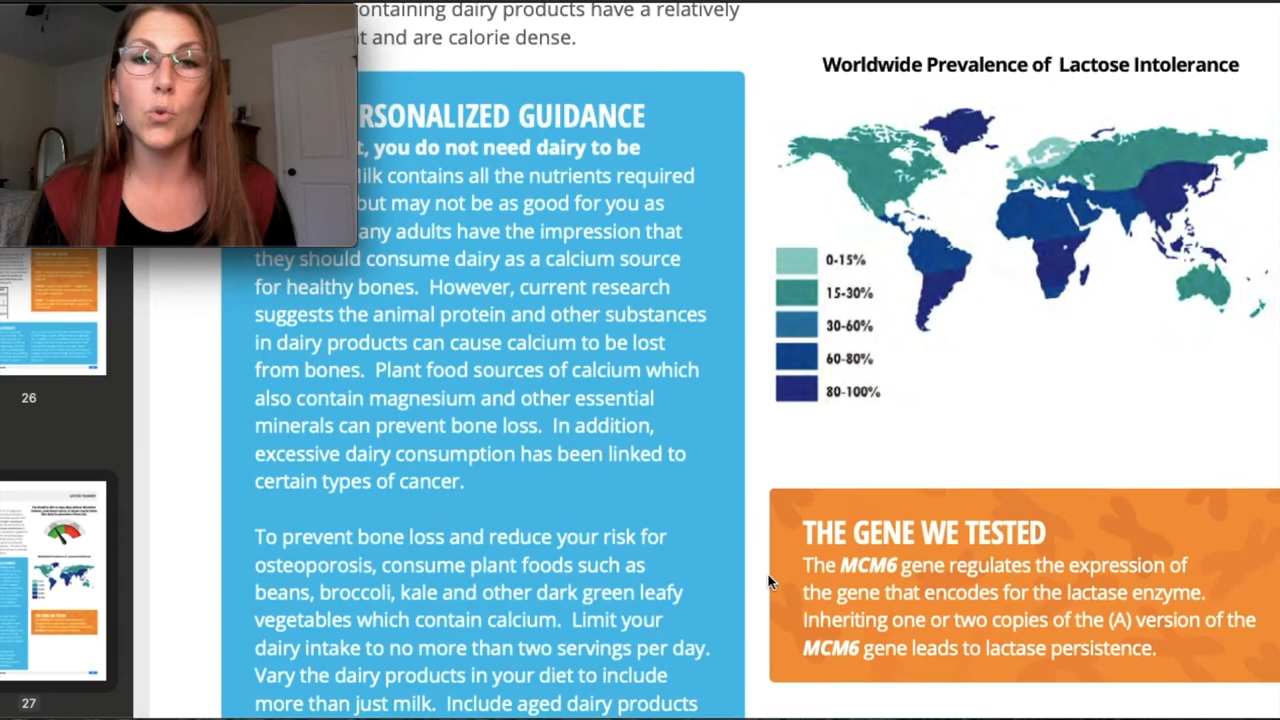 ontaining dairy products have a relatively
t and are calorie dense.
RSONALIZED GUIDANCE
t, you do not need dairy to be
ilk contains all the nutrients required
but may not be as good for you as
any adults have the impression that
they should consume dairy as a calcium source
for healthy bones. However, current research
suggests the animal protein and other substances
in dairy products can cause calcium to be lost
from bones. Plant food sources of calcium which
also contain magnesium and other essential
minerals can prevent bone loss. In addition,
excessive dairy consumption has been linked to
certain types of cancer.
To prevent bone loss and reduce your risk for
osteoporosis, consume plant foods such as
beans, broccoli, kale and other dark green leafy
vegetables which contain calcium. Limit your
dairy intake to no more than two servings per day.
Vary the dairy products in your diet to include
more than just milk. Include aged dairy products
Worldwide Prevalence of Lactose Intolerance
0-15%
15-30%
30-60%
60-80%
80-100%
THE GENE WE TESTED
The MCM6 gene regulates the expression of
the gene that encodes for the lactase enzyme.
Inheriting one or two copies of the (A) version of the
MCM6 gene leads to lactase persistence.
26
27